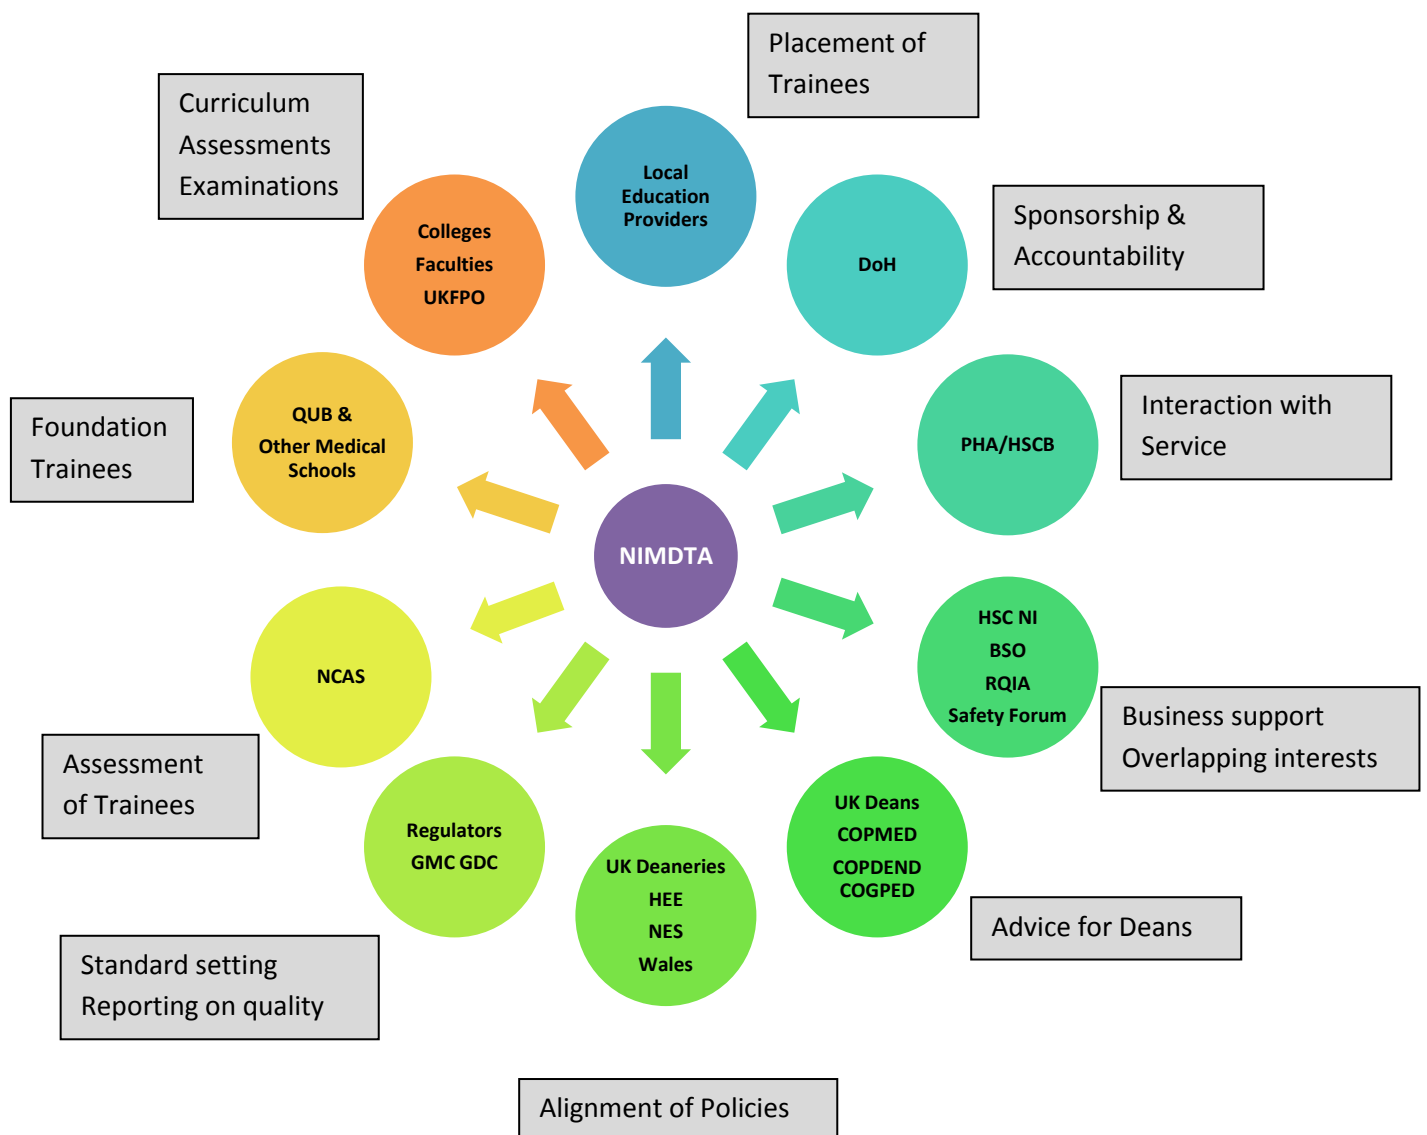 Placement of
Trainees
Curriculum
Assessments
Examinations
Local
Education
Providers
Colleges
Faculties
UKFPO
DoH
Sponsorship &
Accountability
Foundation
Trainees
QUB &
Other Medical
Schools
PHA/HSCB
Interaction with
Service
NIMDTA
NCAS
HSC NI
BSO
RQIA
Safety Forum
Business support
Overlapping interests
Assessment
of Trainees
Regulators
GMC GDC
UK Deaneries
HEE
NES
Wales
UK Deans
COPMED
COPDEND
COGPED
Advice for Deans
Standard setting
Reporting on quality
Alignment of Policies